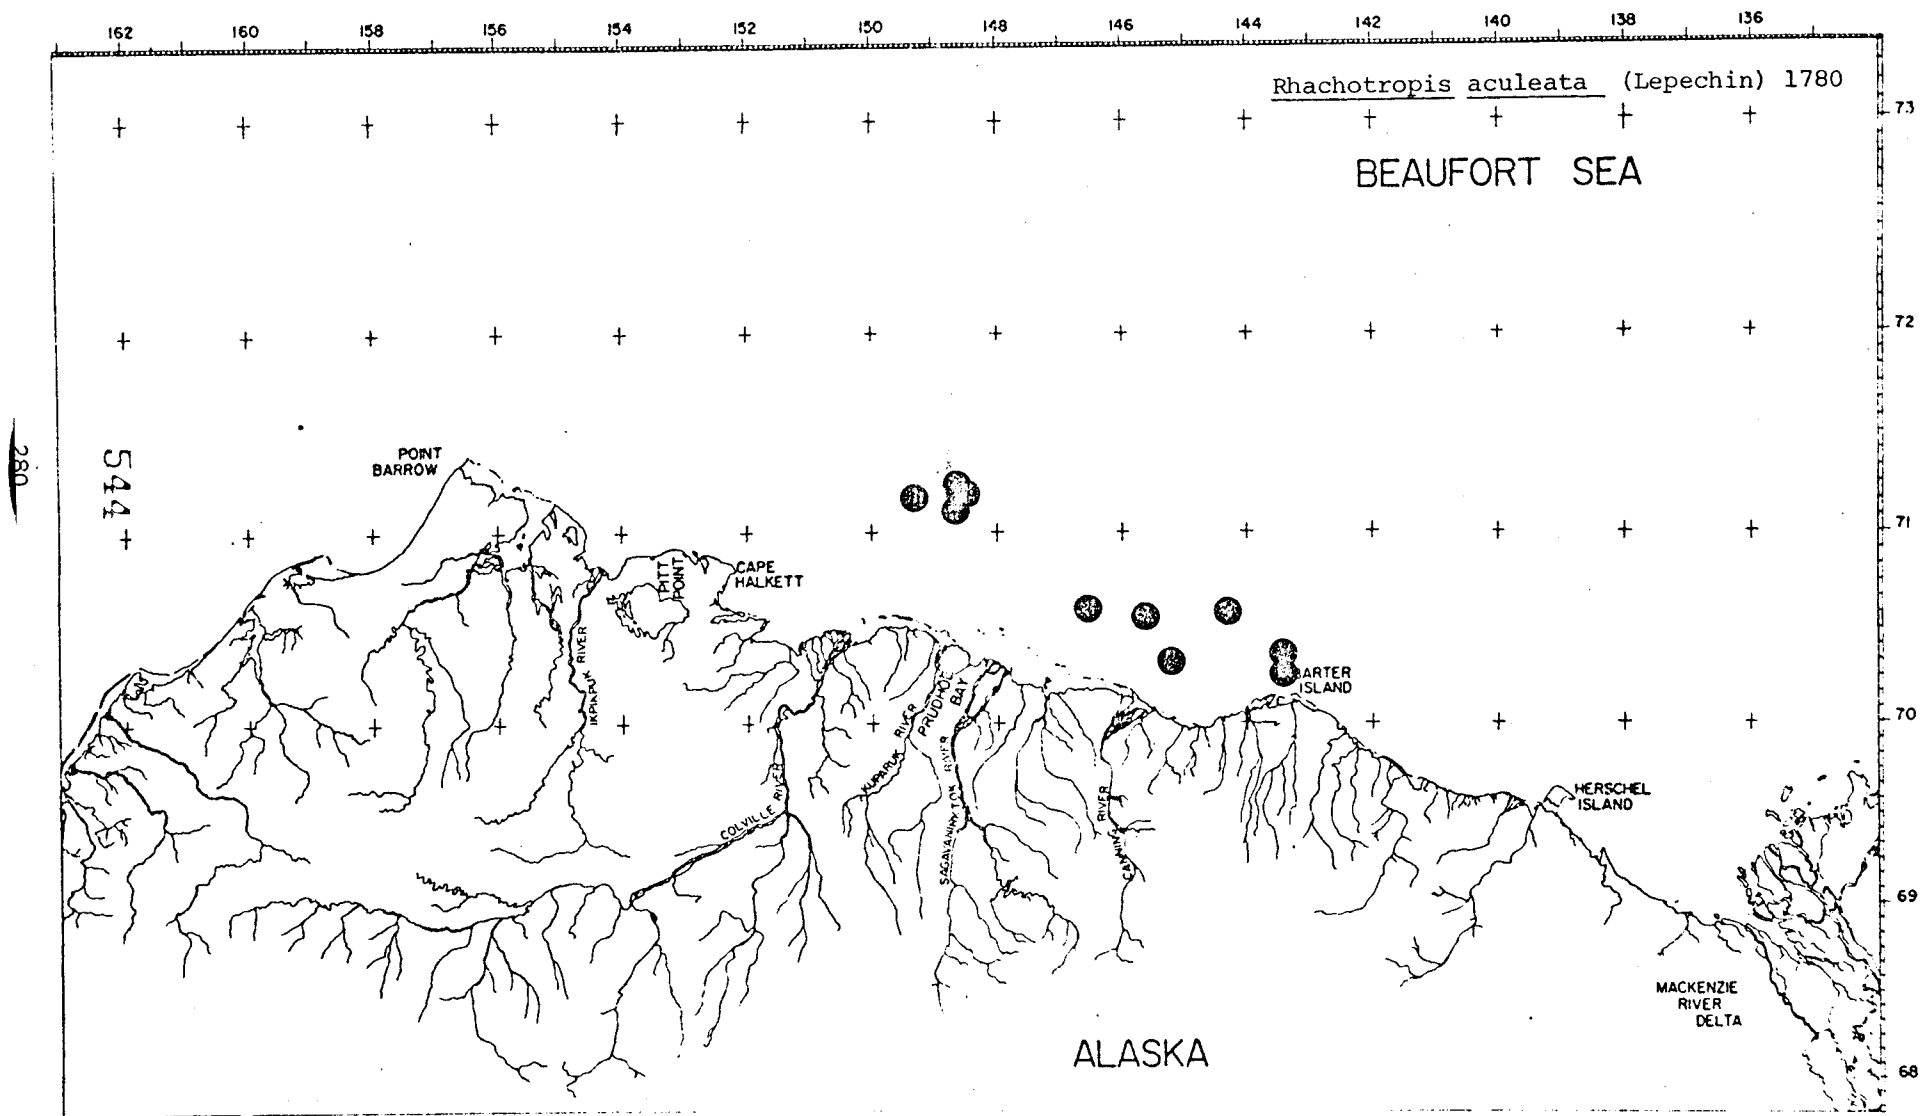 162 160 158 156 154 152 150 148 146 144 142 140 138 136
Rhachotropis aculeata (Lepechin) 1780
73
BEAUFORT SEA
72
POINT
BARROW
280
544
71
PITT
POINT
CAPE
HALKETT
IKPIKPUK RIVER
BARTER
ISLAND
PRUDHOE
BAY
70
KUPARUK RIVER
COLVILLE RIVER
SAGAVANIRKTOK RIVER
CANNING RIVER
HERSCHEL
ISLAND
69
MACKENZIE
RIVER
DELTA
ALASKA
68